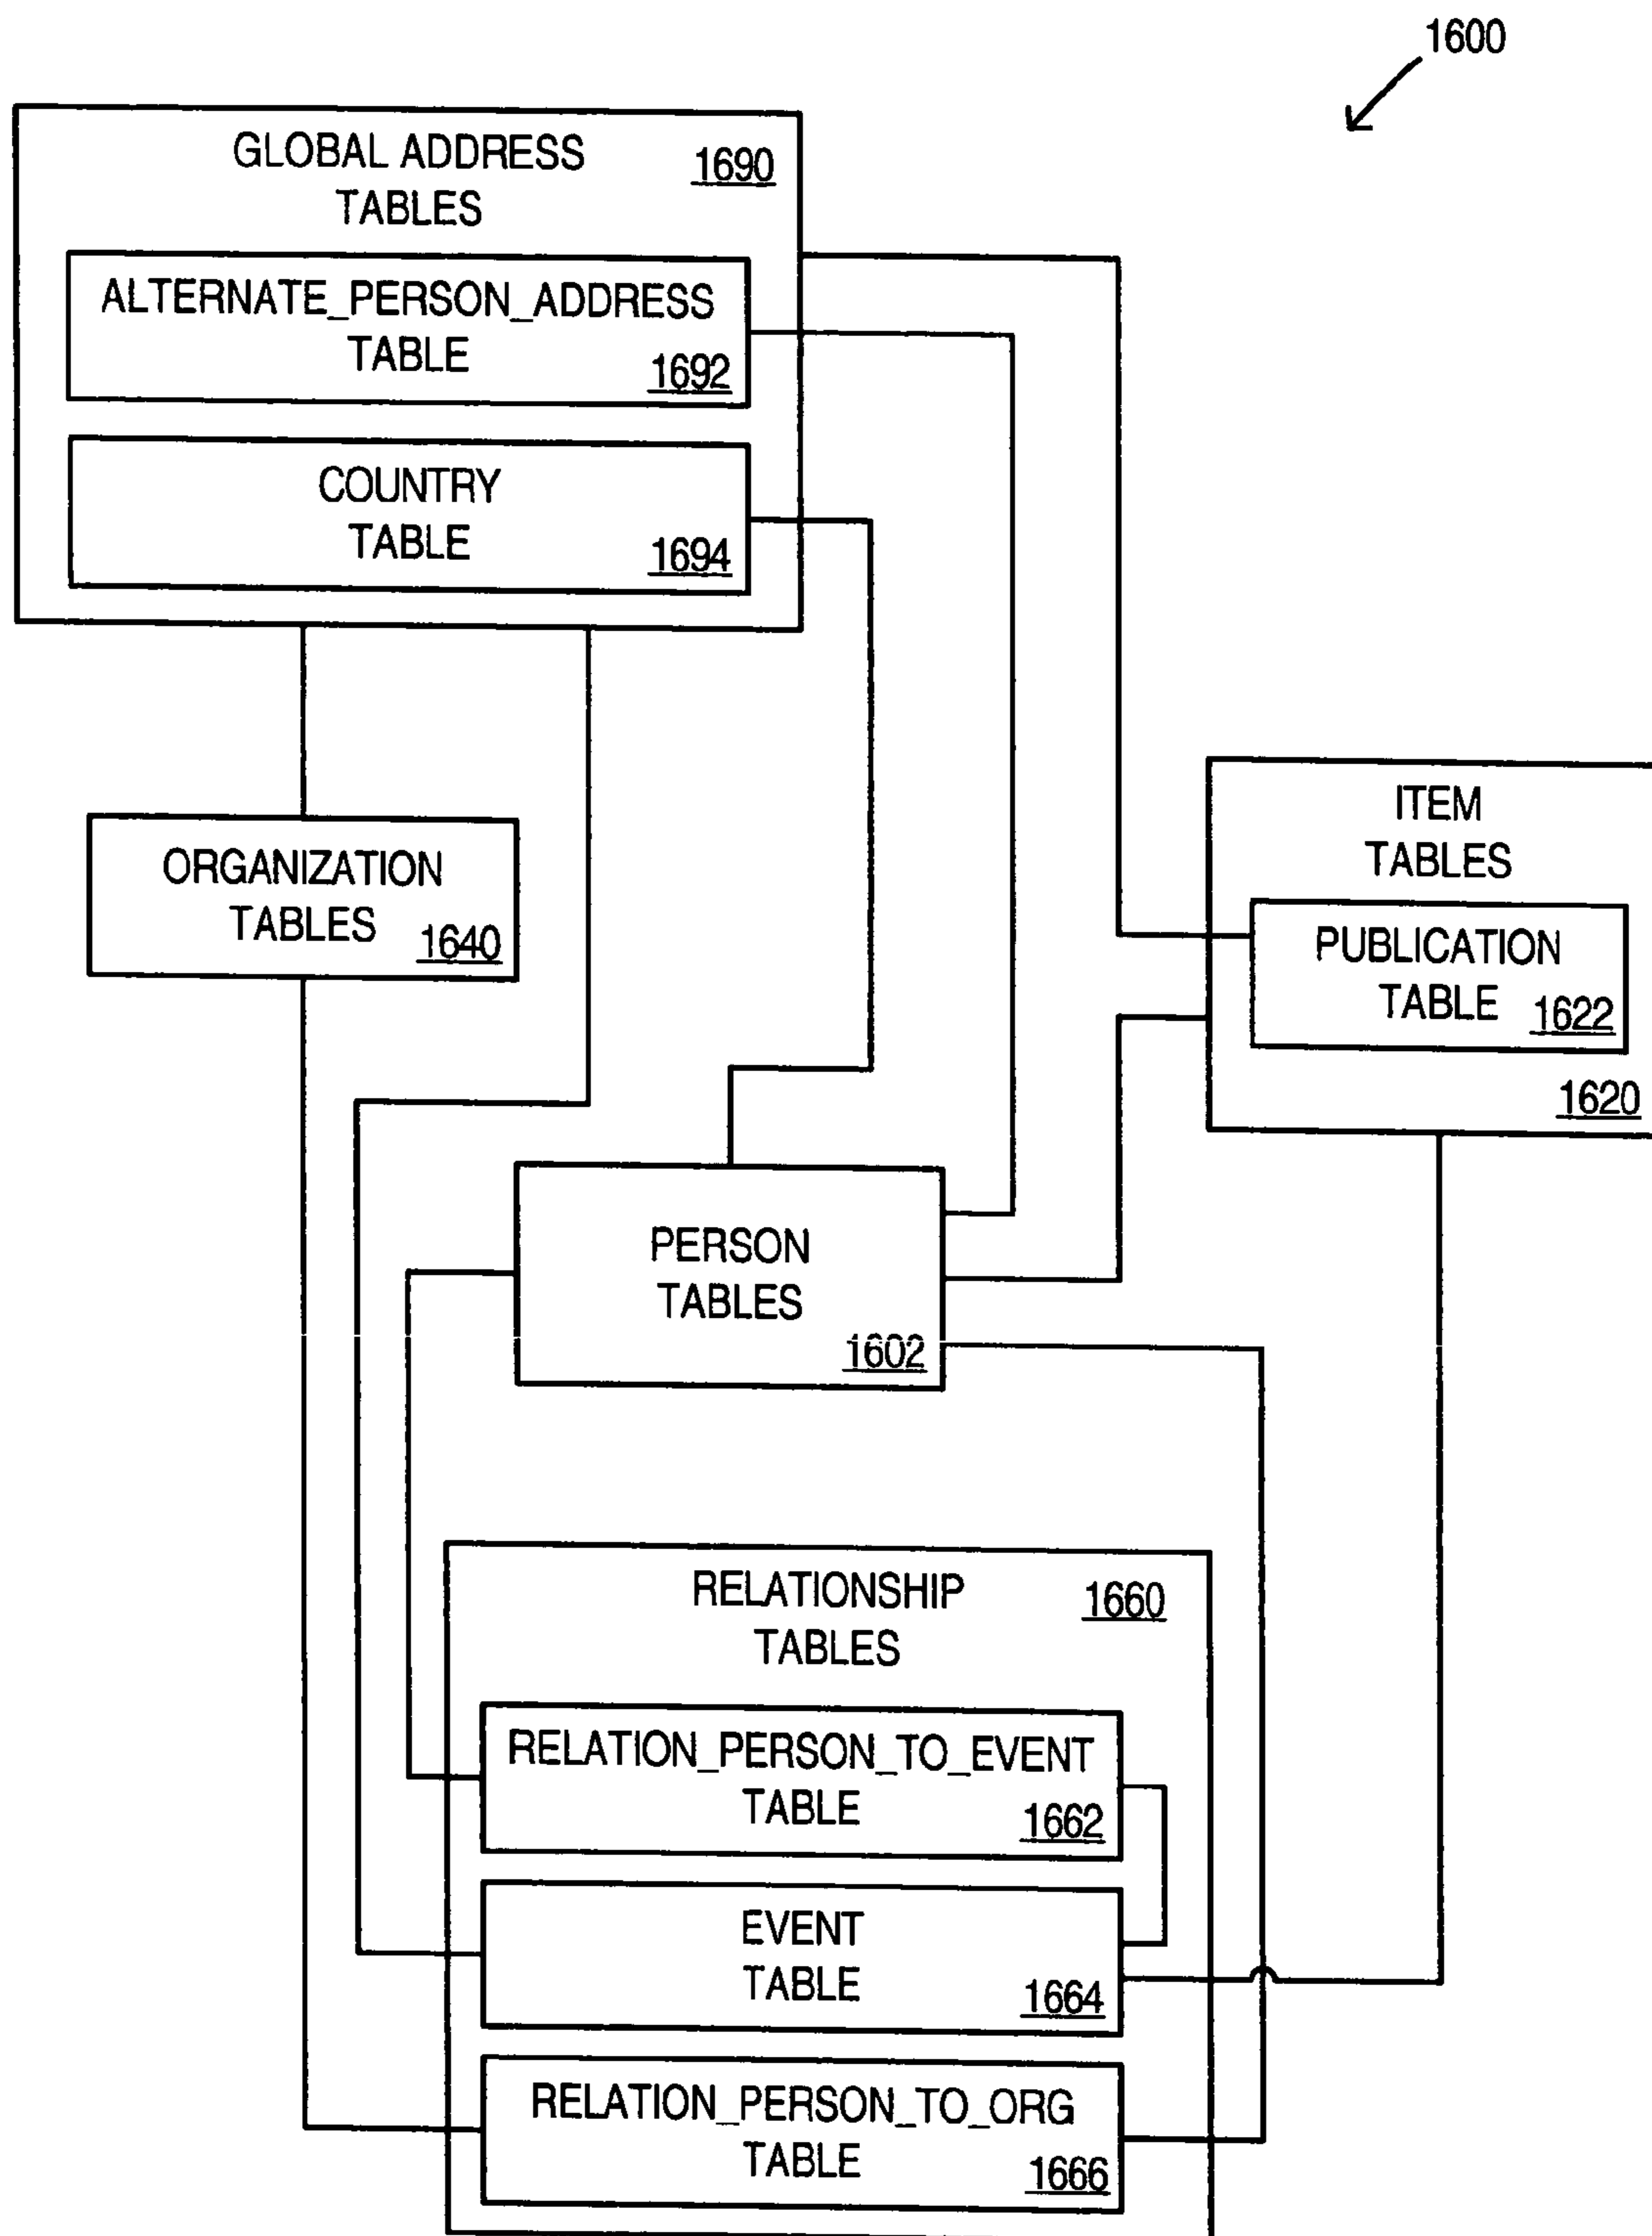 1600
GLOBAL ADDRESS
TABLES
1690
ALTERNATE_PERSON_ADDRESS
TABLE
1692
COUNTRY
TABLE
1694
ORGANIZATION
TABLES
1640
ITEM
TABLES
PUBLICATION
TABLE
1622
1620
PERSON
TABLES
1602
RELATIONSHIP
TABLES
1660
RELATION_PERSON_TO_EVENT
TABLE
1662
EVENT
TABLE
1664
RELATION_PERSON_TO_ORG
TABLE
1666